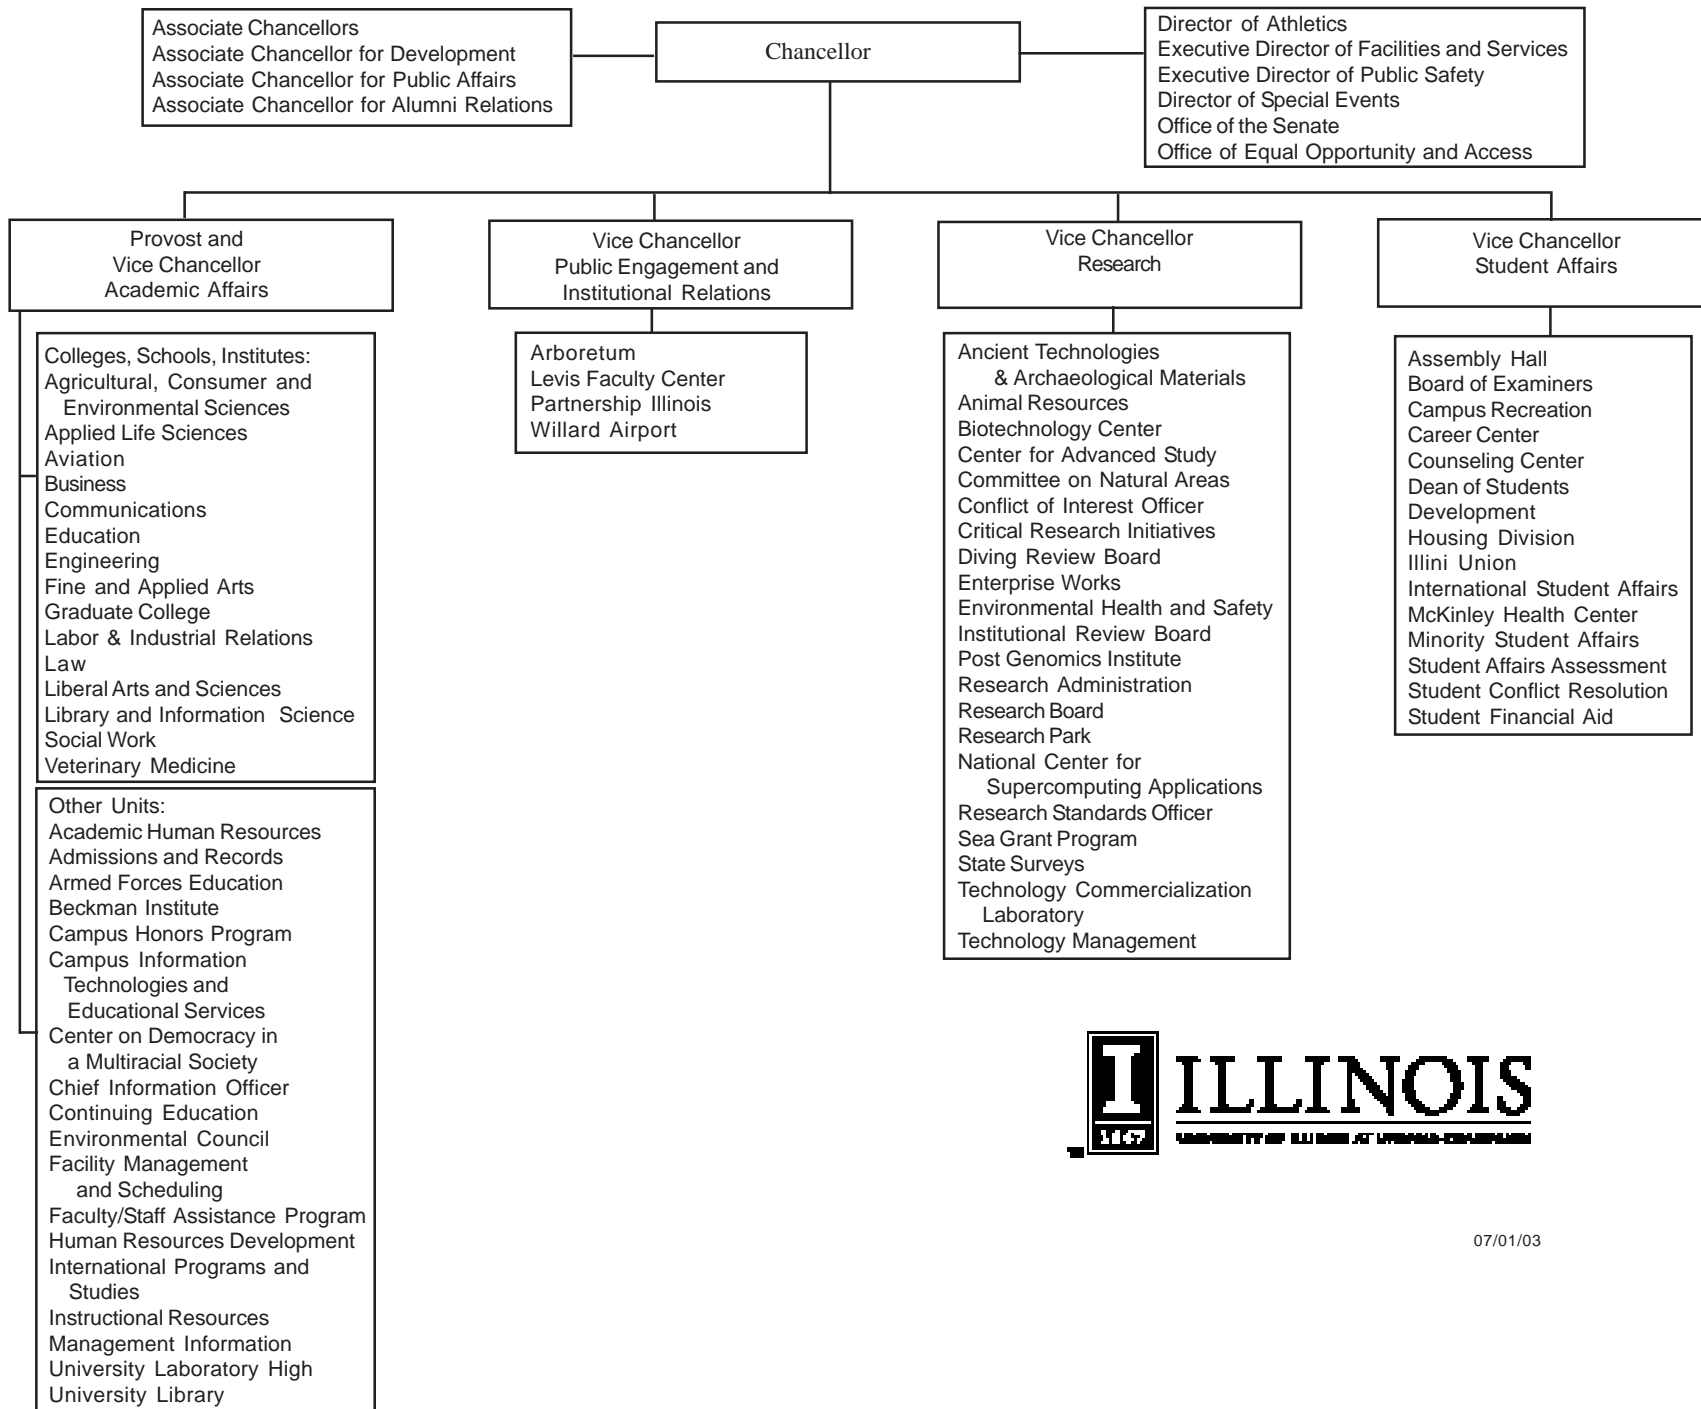 Associate Chancellors
Associate Chancellor for Development
Associate Chancellor for Public Affairs
Associate Chancellor for Alumni Relations
Chancellor
Director of Athletics
Executive Director of Facilities and Services
Executive Director of Public Safety
Director of Special Events
Office of the Senate
Office of Equal Opportunity and Access
Provost and
Vice Chancellor
Academic Affairs
Vice Chancellor
Public Engagement and
Institutional Relations
Vice Chancellor
Research
Vice Chancellor
Student Affairs
Colleges, Schools, Institutes:
Agricultural, Consumer and
Environmental Sciences
Applied Life Sciences
Aviation
Business
Communications
Education
Engineering
Fine and Applied Arts
Graduate College
Labor & Industrial Relations
Law
Liberal Arts and Sciences
Library and Information Science
Social Work
Veterinary Medicine
Other Units:
Academic Human Resources
Admissions and Records
Armed Forces Education
Beckman Institute
Campus Honors Program
Campus Information
Technologies and
Educational Services
Center on Democracy in
a Multiracial Society
Chief Information Officer
Continuing Education
Environmental Council
Facility Management
and Scheduling
Faculty/Staff Assistance Program
Human Resources Development
International Programs and
Studies
Instructional Resources
Management Information
University Laboratory High
University Library
Arboretum
Levis Faculty Center
Partnership Illinois
Willard Airport
Ancient Technologies
& Archaeological Materials
Animal Resources
Biotechnology Center
Center for Advanced Study
Committee on Natural Areas
Conflict of Interest Officer
Critical Research Initiatives
Diving Review Board
Enterprise Works
Environmental Health and Safety
Institutional Review Board
Post Genomics Institute
Research Administration
Research Board
Research Park
National Center for
Supercomputing Applications
Research Standards Officer
Sea Grant Program
State Surveys
Technology Commercialization
Laboratory
Technology Management
Assembly Hall
Board of Examiners
Campus Recreation
Career Center
Counseling Center
Dean of Students
Development
Housing Division
Illini Union
International Student Affairs
McKinley Health Center
Minority Student Affairs
Student Affairs Assessment
Student Conflict Resolution
Student Financial Aid
I
ILLINOIS
UNIVERSITY OF ILLINOIS AT URBANA-CHAMPAIGN
07/01/03